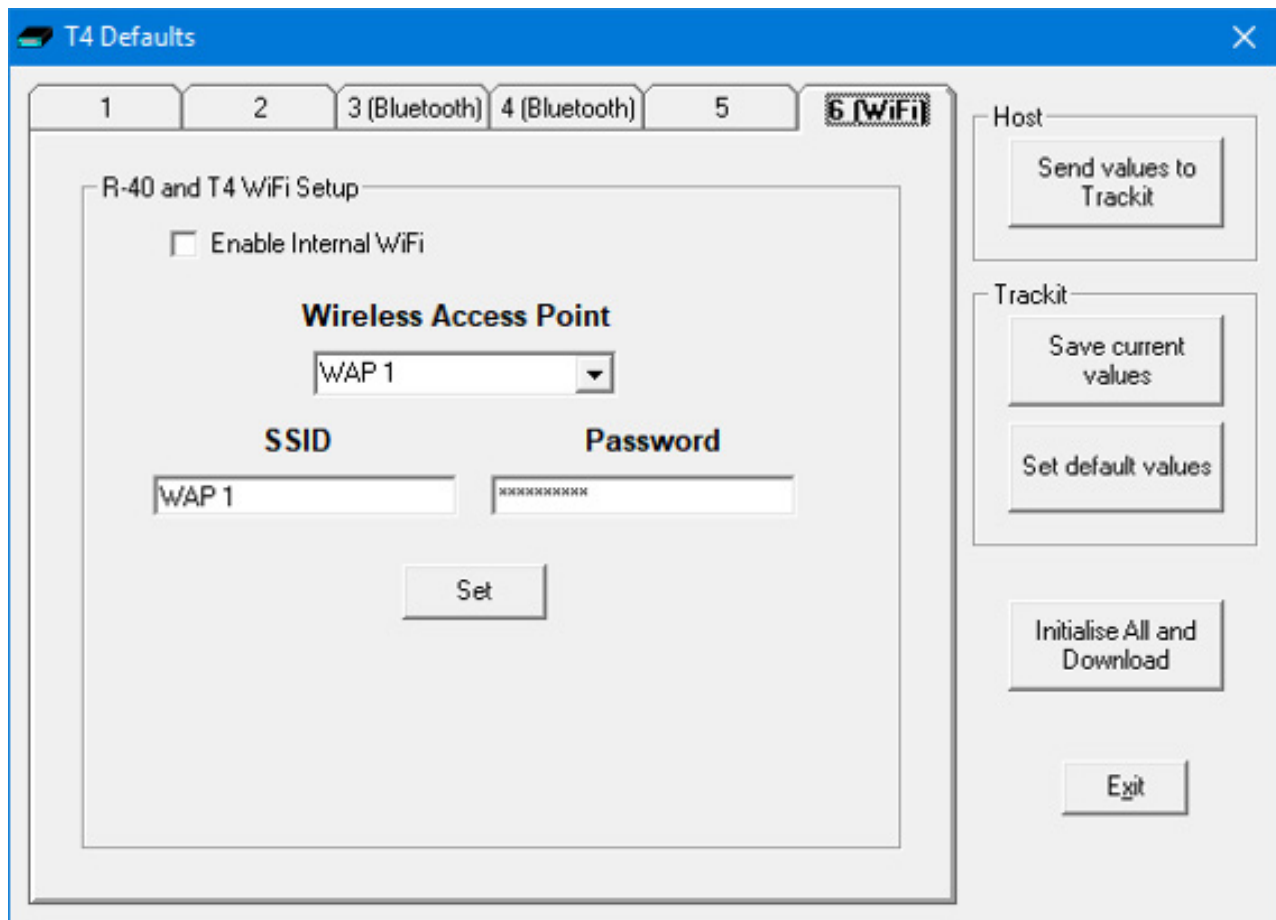 T4 Defaults
1
2
3 (Bluetooth)
4 (Bluetooth)
5
6 (WiFi)
R-40 and T4 WiFi Setup
Enable Internal WiFi
Wireless Access Point
WAP 1
SSID
Password
WAP 1
**********
Set
Host
Send values to
Trackit
Trackit
Save current
values
Set default values
Initialise All and
Download
Exit